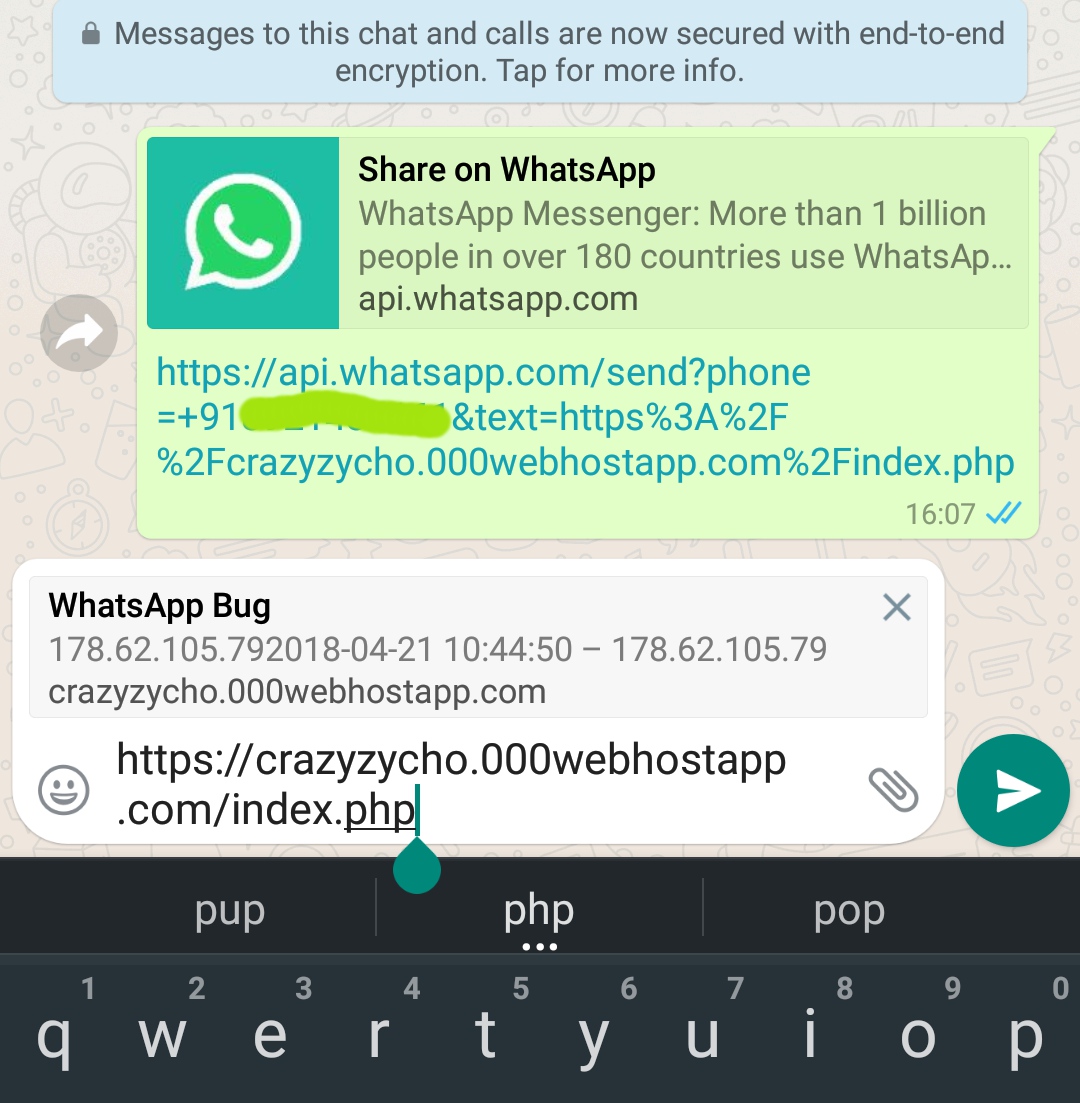 Messages to this chat and calls are now secured with end-to-end
encryption. Tap for more info.
Share on WhatsApp
WhatsApp Messenger: More than 1 billion
people in over 180 countries use WhatsAp...
api.whatsapp.com
https://api.whatsapp.com/send?phone
=+91 &text=https%3A%2F
%2Fcrazyzycho.000webhostapp.com%2Findex.php
16:07
WhatsApp Bug
178.62.105.792018-04-21 10:44:50 – 178.62.105.79
crazyzycho.000webhostapp.com
https://crazyzycho.000webhostapp
.com/index.php
pup php pop
1 2 3 4 5 6 7 8 9 0
q w e r t y u i o p